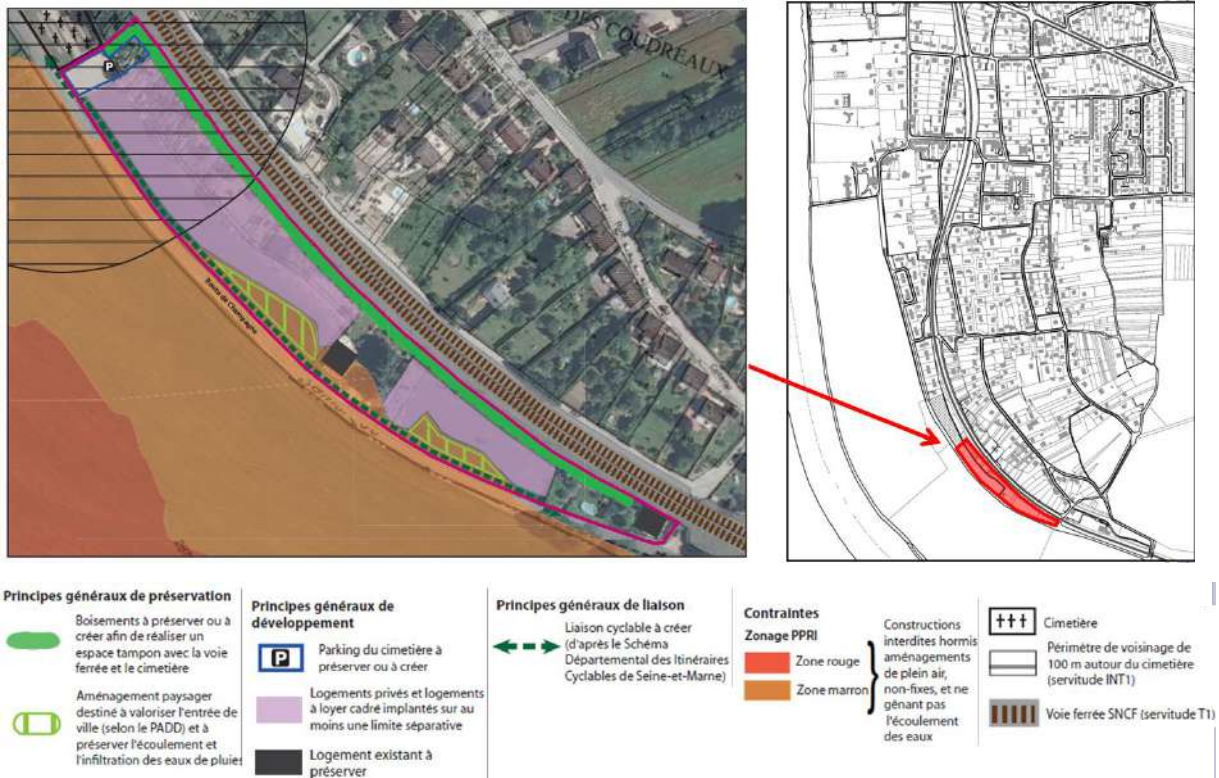 LES COUDREAUX
P
Route de Champagne
Principes généraux de préservation
Boisements à préserver ou à
créer afin de réaliser un
espace tampon avec la voie
ferrée et le cimetière
Aménagement paysager
destiné à valoriser l'entrée de
ville (selon le PADD) et à
préserver l'écoulement et
l'infiltration des eaux de pluies
Principes généraux de
développement
P
Parking du cimetière à
préserver ou à créer
Logements privés et logements
à loyer cadré implantés sur au
moins une limite séparative
Logement existant à
préserver
Principes généraux de liaison
Liaison cyclable à créer
(d'après le Schéma
Départemental des Itinéraires
Cyclables de Seine-et-Marne)
Contraintes
Zonage PPRI
Zone rouge
Zone marron
Constructions
interdites hormis
aménagements
de plein air,
non-fixes, et ne
gênant pas
l'écoulement
des eaux
Cimetière
Périmètre de voisinage de
100 m autour du cimetière
(servitude INT1)
Voie ferrée SNCF (servitude T1)